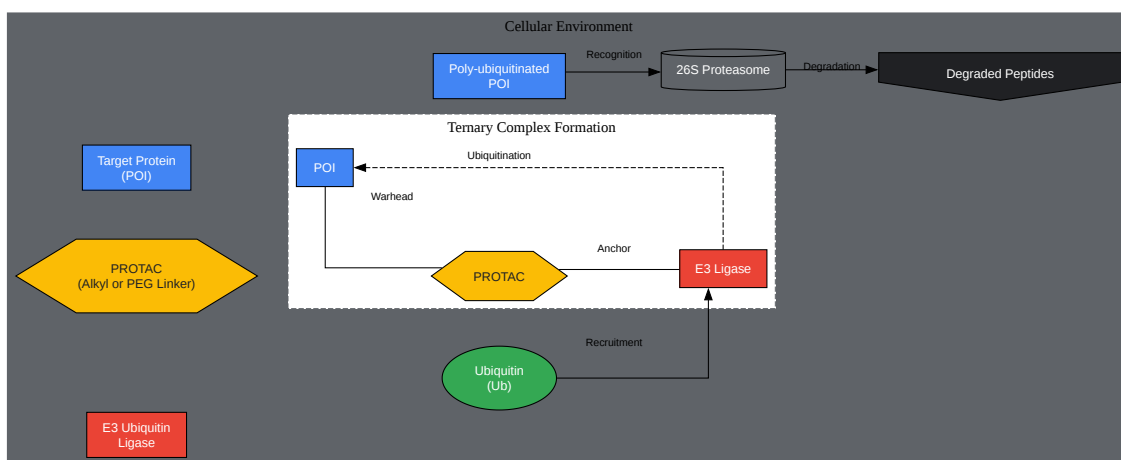 Cellular Environment
Poly-ubiquitinated
POI
Recognition
26S Proteasome
Degradation
Degraded Peptides
Ternary Complex Formation
Target Protein
(POI)
POI
Ubiquitination
Warhead
PROTAC
(Alkyl or PEG Linker)
PROTAC
Anchor
E3 Ligase
Recruitment
Ubiquitin
(Ub)
E3 Ubiquitin
Ligase